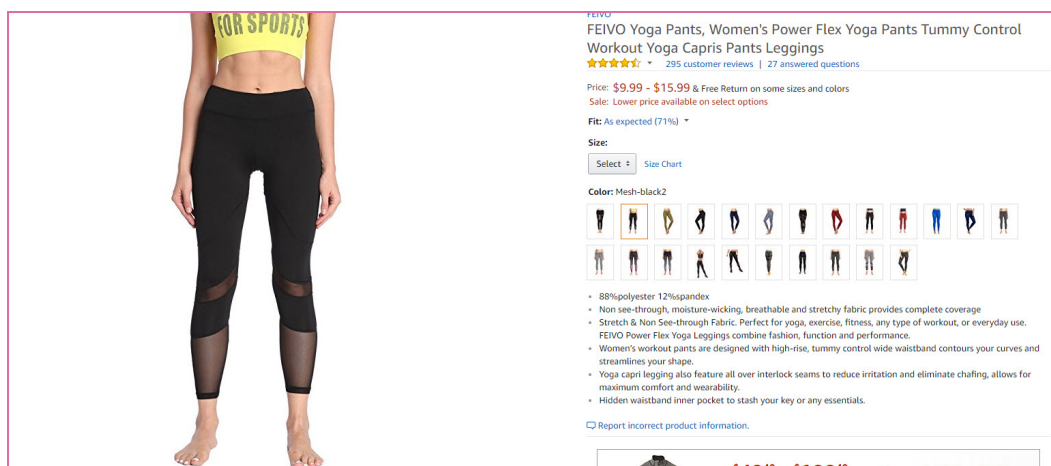 FOR SPORTS
FEIVO
FEIVO Yoga Pants, Women's Power Flex Yoga Pants Tummy Control
Workout Yoga Capris Pants Leggings
295 customer reviews | 27 answered questions
Price: $9.99 - $15.99 & Free Return on some sizes and colors
Sale: Lower price available on select options
Fit: As expected (71%)
Size:
Select Size Chart
Color: Mesh-black2
88%polyester 12%spandex
Non see-through, moisture-wicking, breathable and stretchy fabric provides complete coverage
Stretch & Non See-through Fabric. Perfect for yoga, exercise, fitness, any type of workout, or everyday use.
FEIVO Power Flex Yoga Leggings combine fashion, function and performance.
Women's workout pants are designed with high-rise, tummy control wide waistband contours your curves and
streamlines your shape.
Yoga capri legging also feature all over interlock seams to reduce irritation and eliminate chafing, allows for
maximum comfort and wearability.
Hidden waistband inner pocket to stash your key or any essentials.
Report incorrect product information.